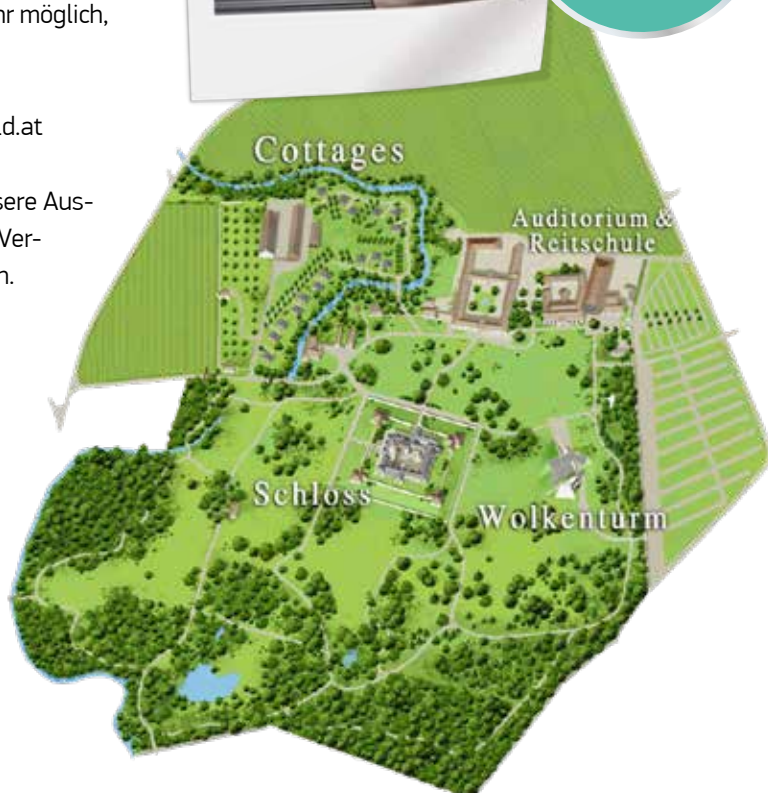 hr möglich,
d.at
sere Aus-
Ver-
n.
Cottages
Auditorium &
Reitschule
Schloss
Wolkenturm